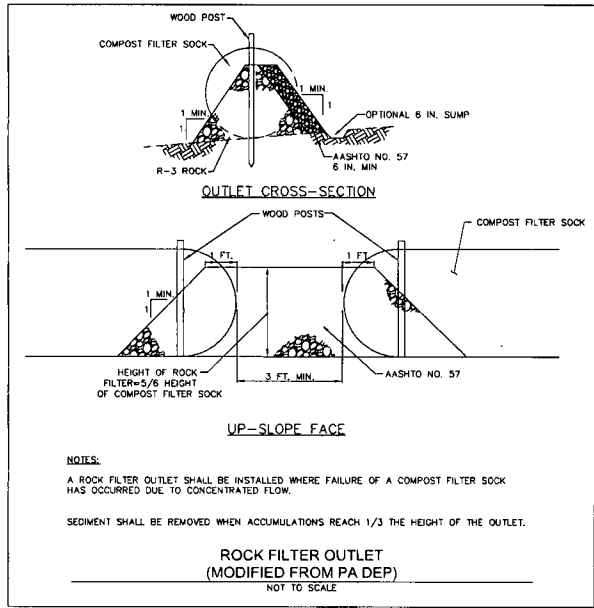 WOOD POST
COMPOST FILTER SOCK
1 MIN.
1
1 MIN.
1
OPTIONAL 6 IN. SUMP
AASHTO NO. 57
6 IN. MIN
R-3 ROCK
OUTLET CROSS-SECTION
WOOD POSTS
COMPOST FILTER SOCK
1 FT.
1 FT.
1 MIN.
1
HEIGHT OF ROCK
FILTER=5/6 HEIGHT
OF COMPOST FILTER SOCK
3 FT. MIN.
AASHTO NO. 57
UP-SLOPE FACE
NOTES:
A ROCK FILTER OUTLET SHALL BE INSTALLED WHERE FAILURE OF A COMPOST FILTER SOCK
HAS OCCURRED DUE TO CONCENTRATED FLOW.
SEDIMENT SHALL BE REMOVED WHEN ACCUMULATIONS REACH 1/3 THE HEIGHT OF THE OUTLET.
ROCK FILTER OUTLET
(MODIFIED FROM PA DEP)
NOT TO SCALE